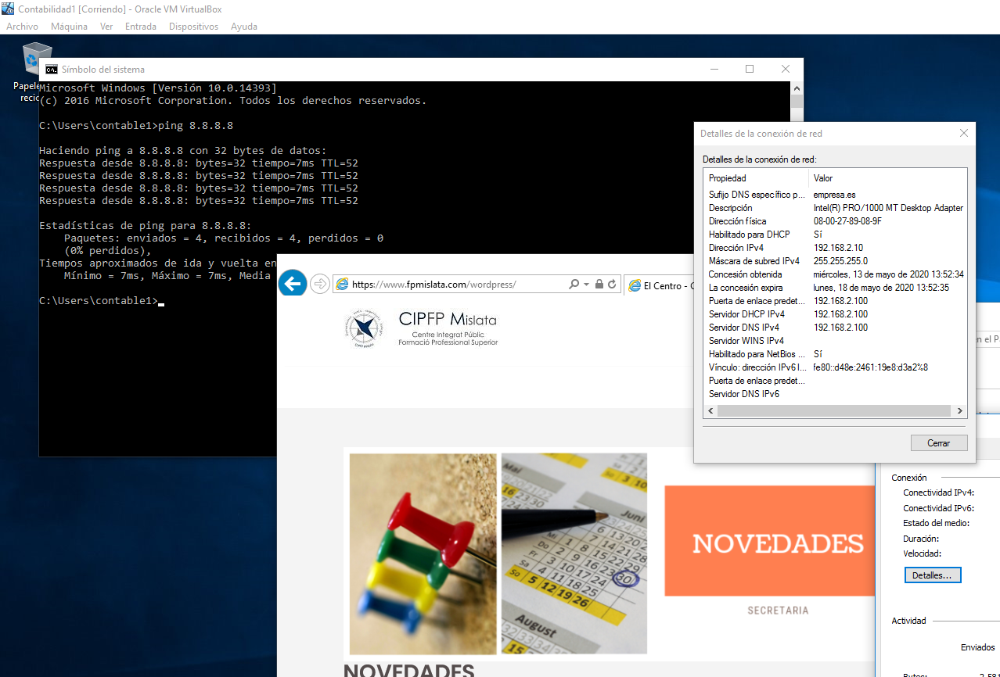 Contabilidad1 [Corriendo] - Oracle VM VirtualBox
Archivo Máquina Ver Entrada Dispositivos Ayuda
Papele
recic
Símbolo del sistema
Microsoft Windows [Versión 10.0.14393]
(c) 2016 Microsoft Corporation. Todos los derechos reservados.
C:\Users\contable1>ping 8.8.8.8
Haciendo ping a 8.8.8.8 con 32 bytes de datos:
Respuesta desde 8.8.8.8: bytes=32 tiempo=7ms TTL=52
Respuesta desde 8.8.8.8: bytes=32 tiempo=7ms TTL=52
Respuesta desde 8.8.8.8: bytes=32 tiempo=7ms TTL=52
Respuesta desde 8.8.8.8: bytes=32 tiempo=7ms TTL=52
Estadísticas de ping para 8.8.8.8:
Paquetes: enviados = 4, recibidos = 4, perdidos = 0
(0% perdidos),
Tiempos aproximados de ida y vuelta en
Mínimo = 7ms, Máximo = 7ms, Media
C:\Users\contable1>
Detalles de la conexión de red
Detalles de la conexión de red:
Propiedad Valor
Sufijo DNS específico p... empresa.es
Descripción Intel(R) PRO/1000 MT Desktop Adapter
Dirección física 08-00-27-89-08-9F
Habilitado para DHCP Sí
Dirección IPv4 192.168.2.10
Máscara de subred IPv4 255.255.255.0
Concesión obtenida miércoles, 13 de mayo de 2020 13:52:34
La concesión expira lunes, 18 de mayo de 2020 13:52:35
Puerta de enlace predet... 192.168.2.100
Servidor DHCP IPv4 192.168.2.100
Servidor DNS IPv4 192.168.2.100
Servidor WINS IPv4
Habilitado para NetBios ... Sí
Vínculo: dirección IPv6 l... fe80::d48e:2461:19e8:d3a2%8
Puerta de enlace predet...
Servidor DNS IPv6
Cerrar
https://www.fpmislata.com/wordpress/
El Centro - C
CIPFP Mislata
Centre Integrat Públic
Formació Professional Superior
NOVEDADES
SECRETARIA
Mai
Juni
August
NOVEDADES
en el P
Conexión
Conectividad IPv4:
Conectividad IPv6:
Estado del medio:
Duración:
Velocidad:
Detalles...
Actividad
Enviados